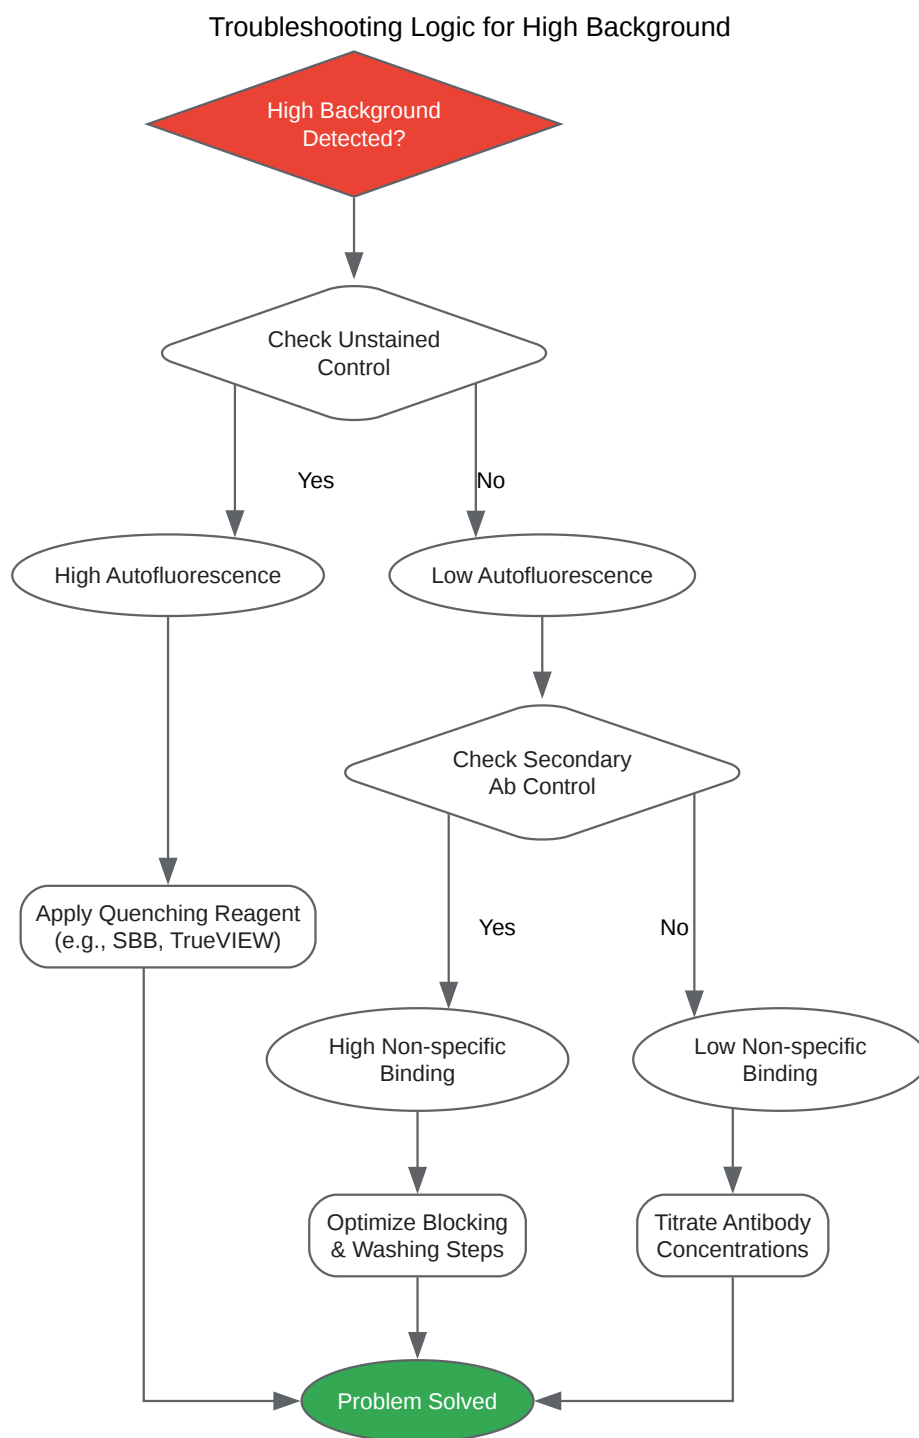 Troubleshooting Logic for High Background
High Background
Detected?
Check Unstained
Control
Yes
No
High Autofluorescence
Low Autofluorescence
Check Secondary
Ab Control
Apply Quenching Reagent
(e.g., SBB, TrueVIEW)
Yes
No
High Non-specific
Binding
Low Non-specific
Binding
Optimize Blocking
& Washing Steps
Titrate Antibody
Concentrations
Problem Solved